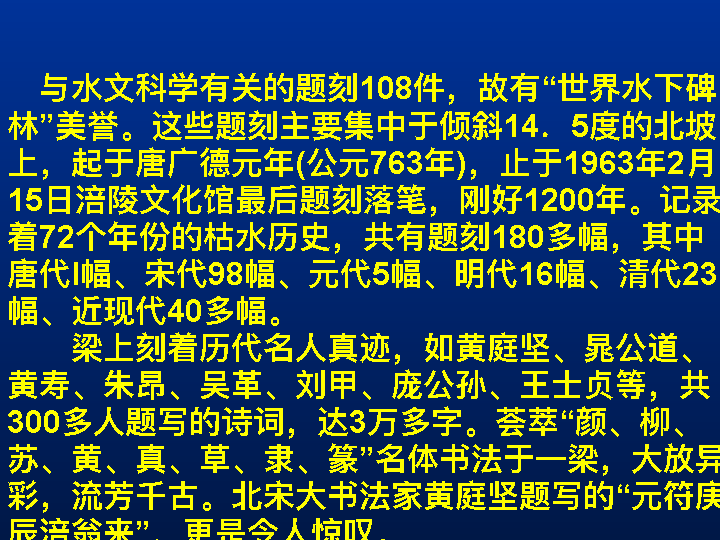 与水文科学有关的题刻108件，故有“世界水下碑
林”美誉。这些题刻主要集中于倾斜14．5度的北坡
上，起于唐广德元年(公元763年)，止于1963年2月
15日涪陵文化馆最后题刻落笔，刚好1200年。记录
着72个年份的枯水历史，共有题刻180多幅，其中
唐代l幅、宋代98幅、元代5幅、明代16幅、清代23
幅、近现代40多幅。
梁上刻着历代名人真迹，如黄庭坚、晁公道、
黄寿、朱昂、吴革、刘甲、庞公孙、王士贞等，共
300多人题写的诗词，达3万多字。荟萃“颜、柳、
苏、黄、真、草、隶、篆”名体书法于一梁，大放异
彩，流芳千古。北宋大书法家黄庭坚题写的“元符庚
辰涪翁来”，更是令人惊叹。